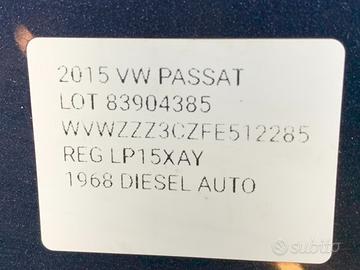 2015 VW PASSAT
LOT 83904385
WVWZZZ3CZFE512285
REG LP15XAY
1968 DIESEL AUTO
subito